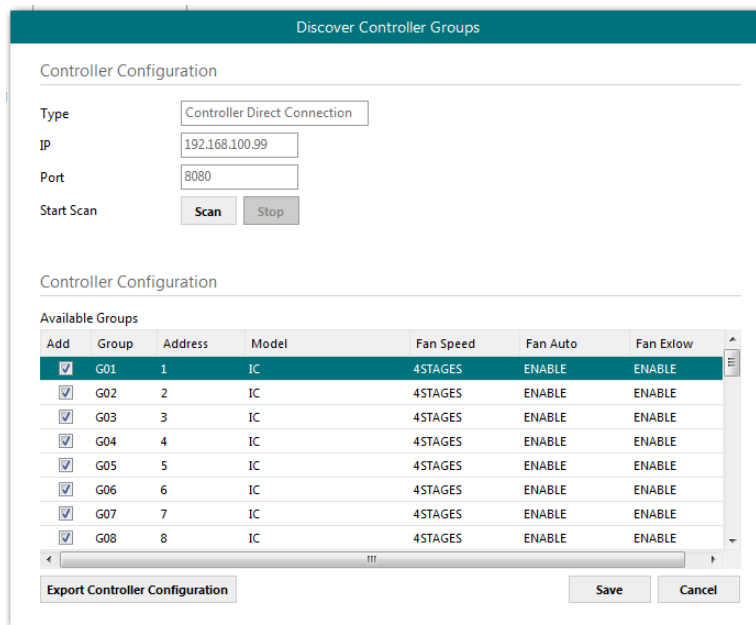 Discover Controller Groups
Controller Configuration
Type Controller Direct Connection
IP 192.168.100.99
Port 8080
Start Scan Scan Stop
Controller Configuration
Available Groups
Add Group Address Model Fan Speed Fan Auto Fan Exlow
G01 1 IC 4STAGES ENABLE ENABLE
G02 2 IC 4STAGES ENABLE ENABLE
G03 3 IC 4STAGES ENABLE ENABLE
G04 4 IC 4STAGES ENABLE ENABLE
G05 5 IC 4STAGES ENABLE ENABLE
G06 6 IC 4STAGES ENABLE ENABLE
G07 7 IC 4STAGES ENABLE ENABLE
G08 8 IC 4STAGES ENABLE ENABLE
Export Controller Configuration Save Cancel